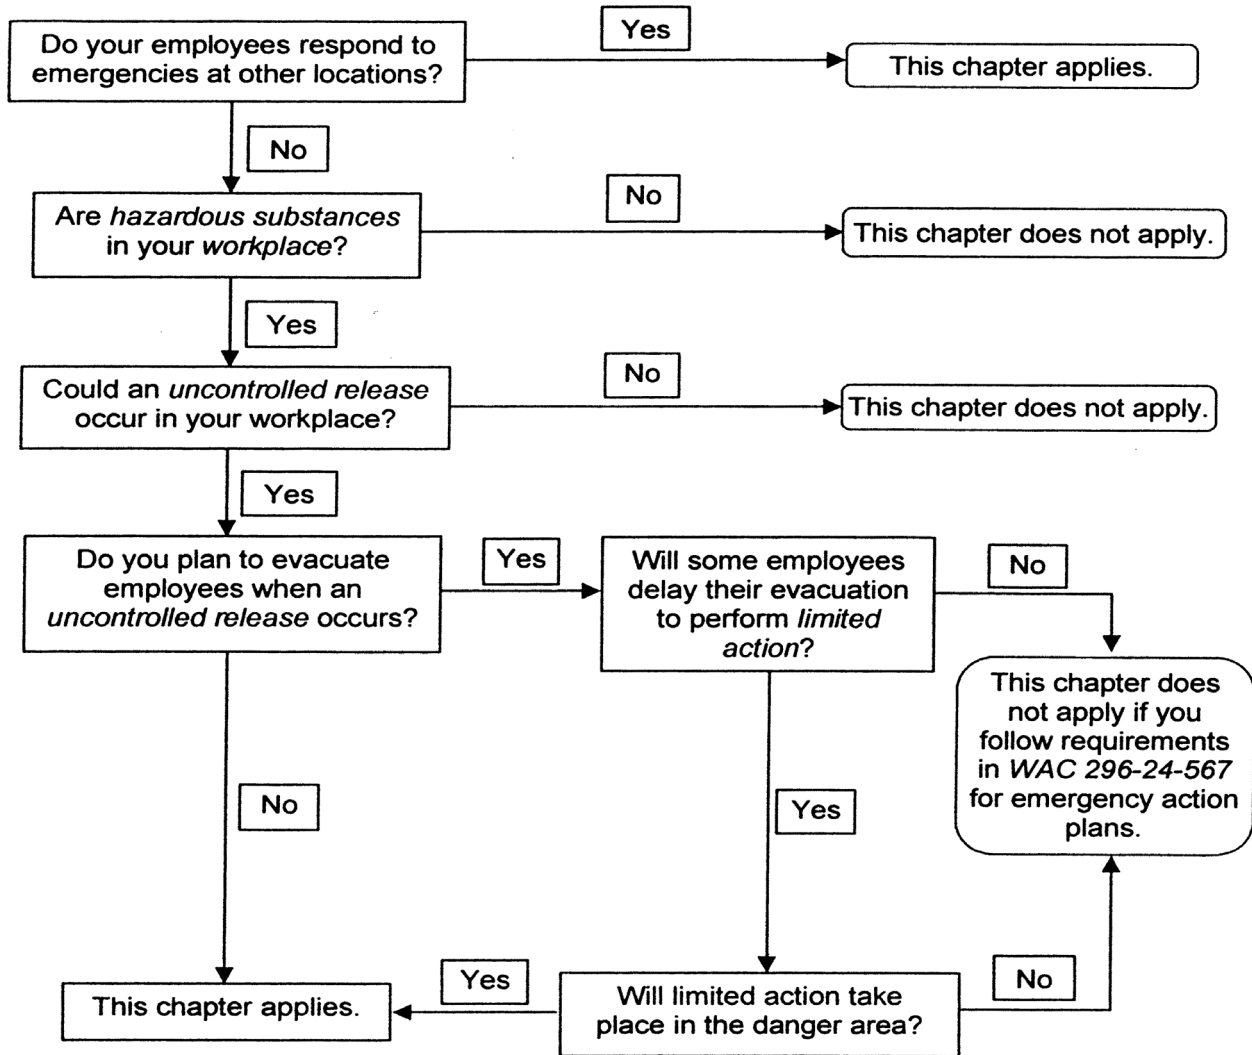 Do your employees respond to
emergencies at other locations?
Yes
This chapter applies.
No
Are hazardous substances
in your workplace?
No
This chapter does not apply.
Yes
Could an uncontrolled release
occur in your workplace?
No
This chapter does not apply.
Yes
Do you plan to evacuate
employees when an
uncontrolled release occurs?
Yes
Will some employees
delay their evacuation
to perform limited
action?
No
This chapter does
not apply if you
follow requirements
in WAC 296-24-567
for emergency action
plans.
No
Yes
This chapter applies.
Yes
Will limited action take
place in the danger area?
No